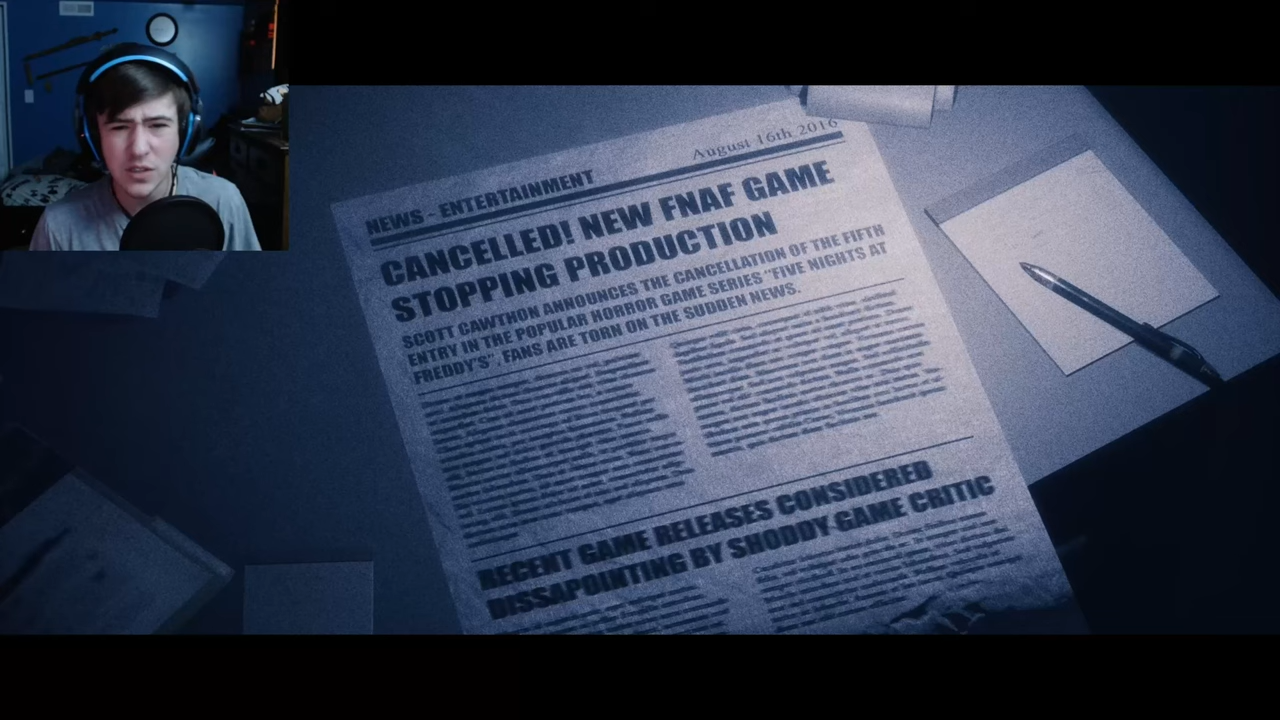 August 16th 2016
NEWS - ENTERTAINMENT
CANCELLED! NEW FNAF GAME
STOPPING PRODUCTION
SCOTT CAWTHON ANNOUNCES THE CANCELLATION OF THE FIFTH
ENTRY IN THE POPULAR HORROR GAME SERIES "FIVE NIGHTS AT
FREDDY'S". FANS ARE TORN ON THE SUDDEN NEWS.
RECENT GAME RELEASES CONSIDERED
DISSAPOINTING BY SHODDY GAME CRITIC